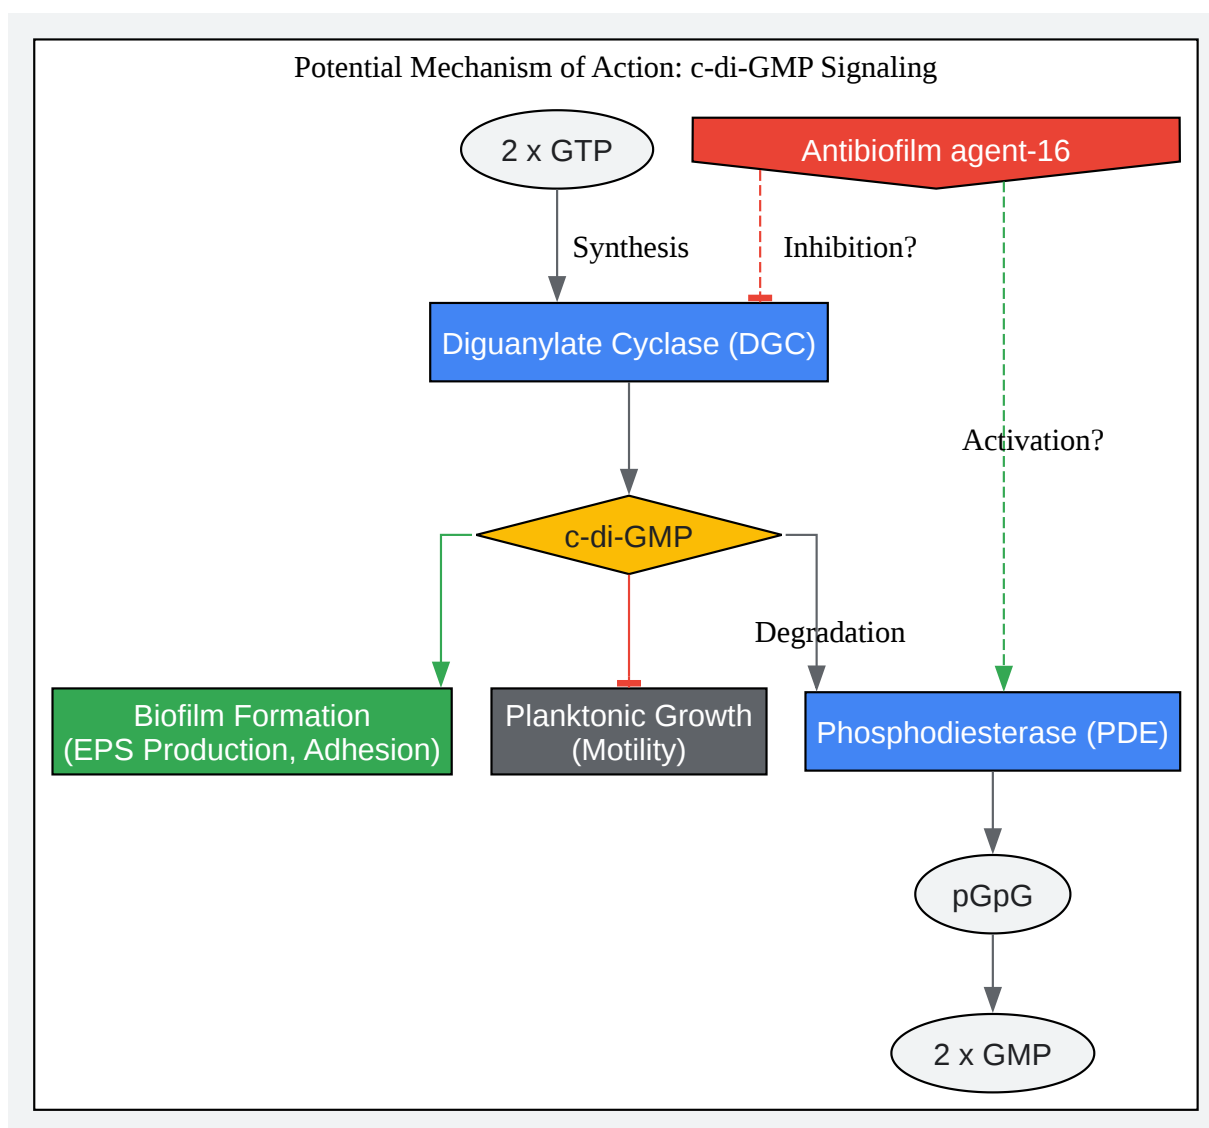 Potential Mechanism of Action: c-di-GMP Signaling
2 x GTP
Antibiofilm agent-16
Synthesis
Inhibition?
Diguanylate Cyclase (DGC)
Activation?
c-di-GMP
Degradation
Biofilm Formation
(EPS Production, Adhesion)
Planktonic Growth
(Motility)
Phosphodiesterase (PDE)
pGpG
2 x GMP